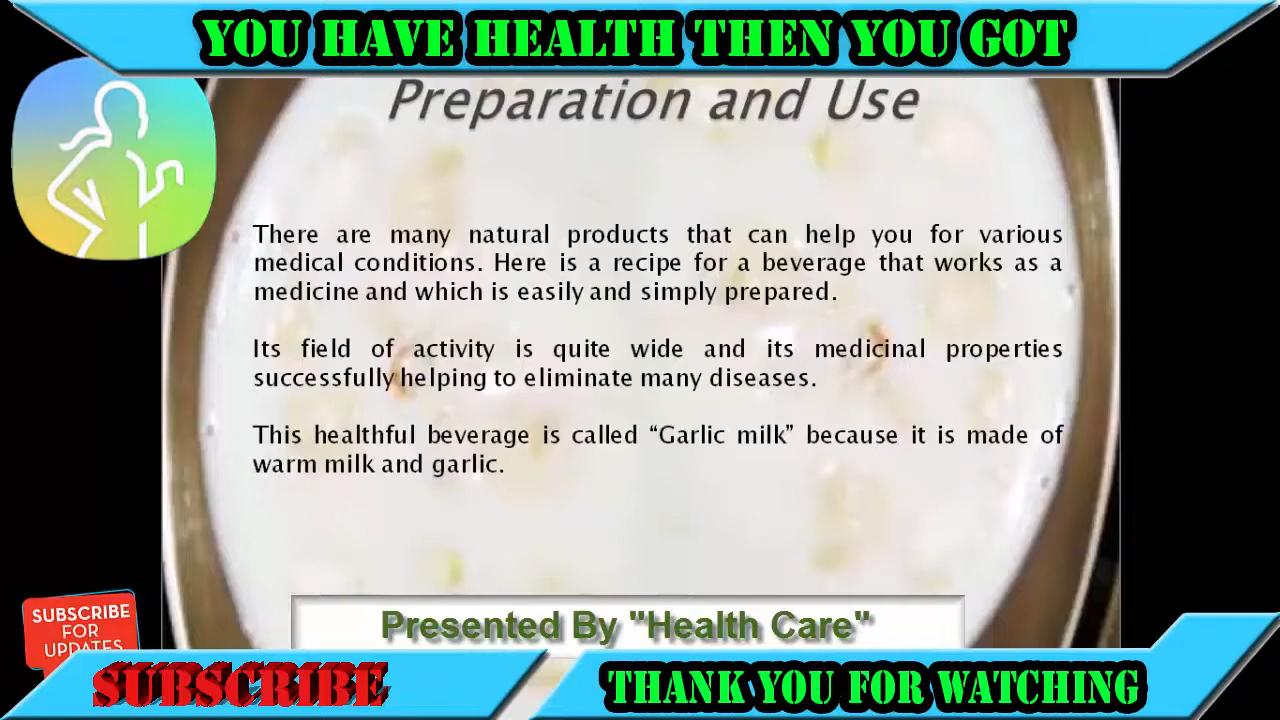 YOU HAVE HEALTH THEN YOU GOT
Preparation and Use
There are many natural products that can help you for various
medical conditions. Here is a recipe for a beverage that works as a
medicine and which is easily and simply prepared.
Its field of activity is quite wide and its medicinal properties
successfully helping to eliminate many diseases.
This healthful beverage is called “Garlic milk” because it is made of
warm milk and garlic.
Presented By "Health Care"
SUBSCRIBE
FOR
UPDATES
SUBSCRIBE
THANK YOU FOR WATCHING